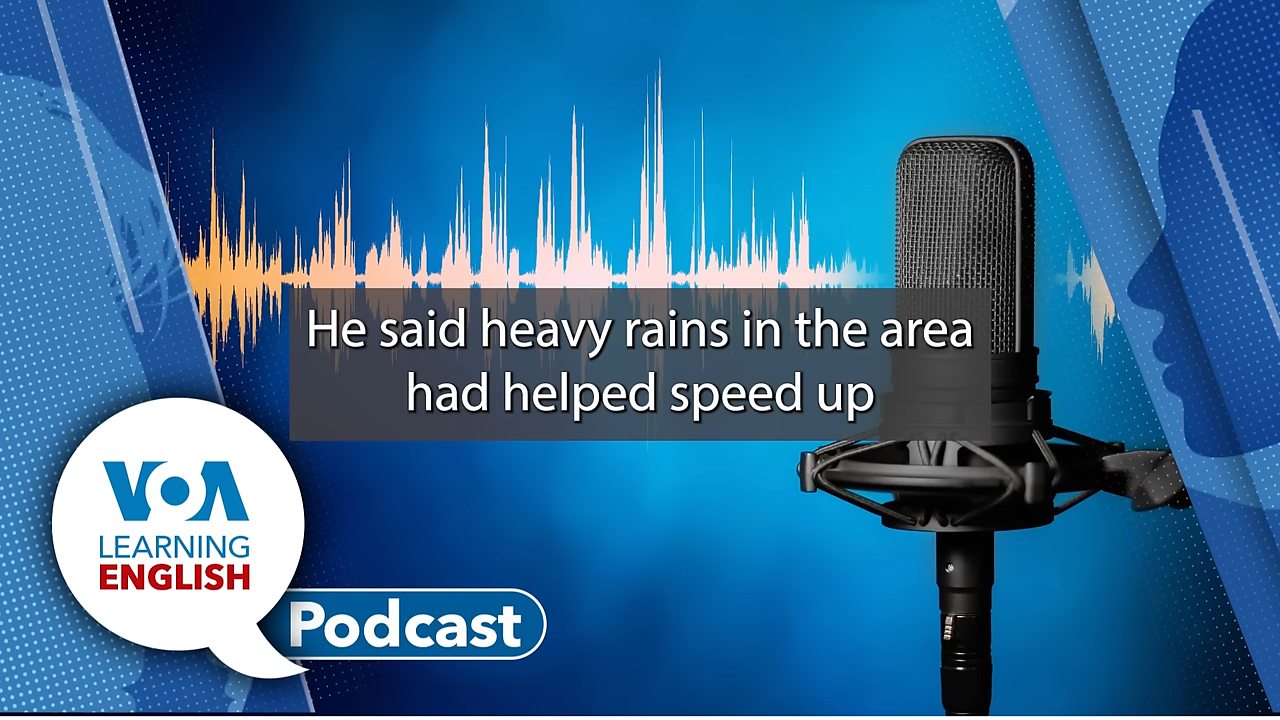 He said heavy rains in the area
had helped speed up
VOA
LEARNING
ENGLISH
Podcast